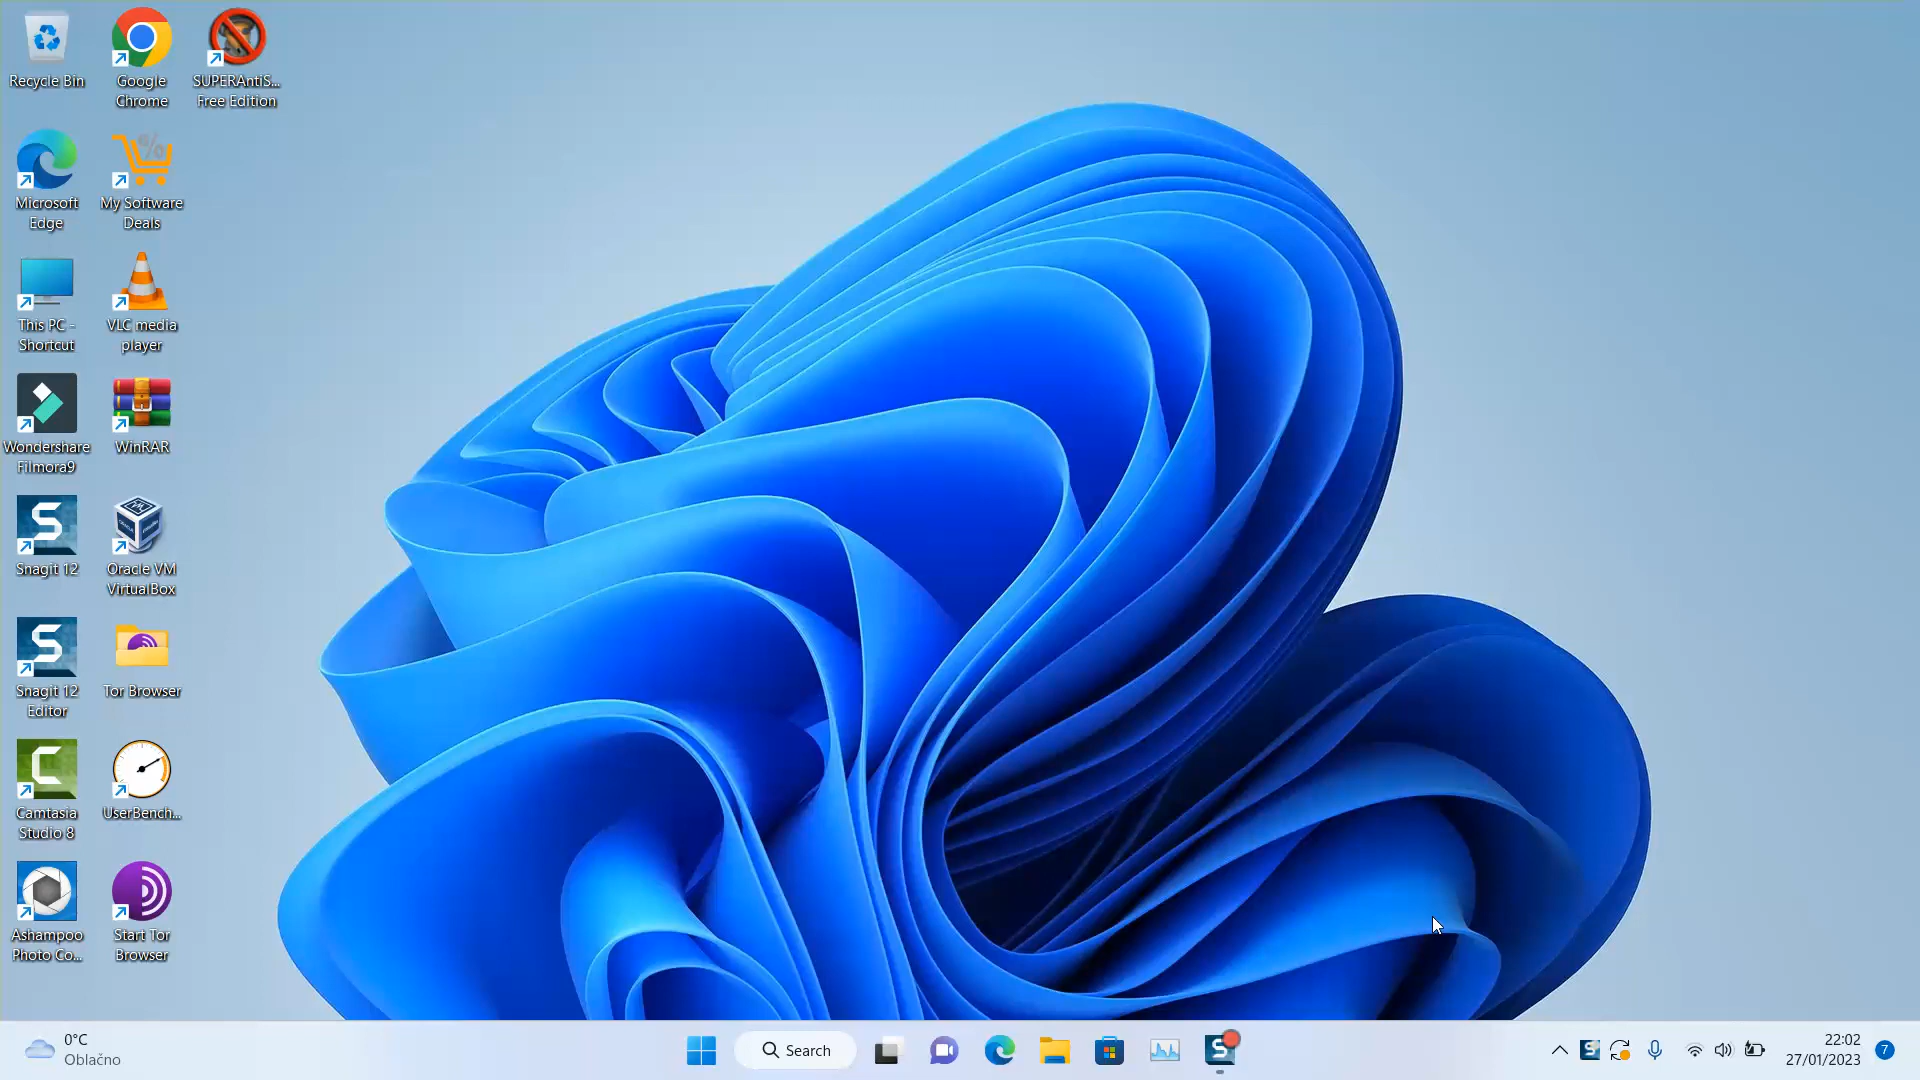 Recycle Bin
Google
Chrome
SUPERAntiS...
Free Edition
Microsoft
Edge
My Software
Deals
This PC -
Shortcut
VLC media
player
Wondershare
Filmora9
WinRAR
Snagit 12
Oracle VM
VirtualBox
Snagit 12
Editor
Tor Browser
Camtasia
Studio 8
UserBench...
Ashampoo
Photo Co...
Start Tor
Browser
0°C
Oblačno
Search
22:02
27/01/2023
7